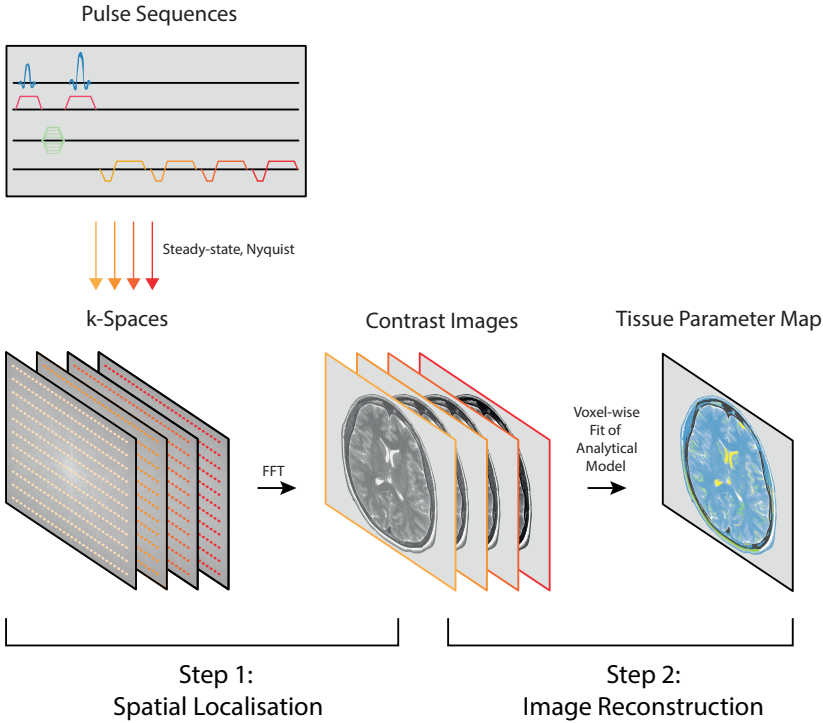 Pulse Sequences
Steady-state, Nyquist
k-Spaces
Contrast Images
Tissue Parameter Map
FFT
Voxel-wise
Fit of
Analytical
Model
Step 1:
Spatial Localisation
Step 2:
Image Reconstruction